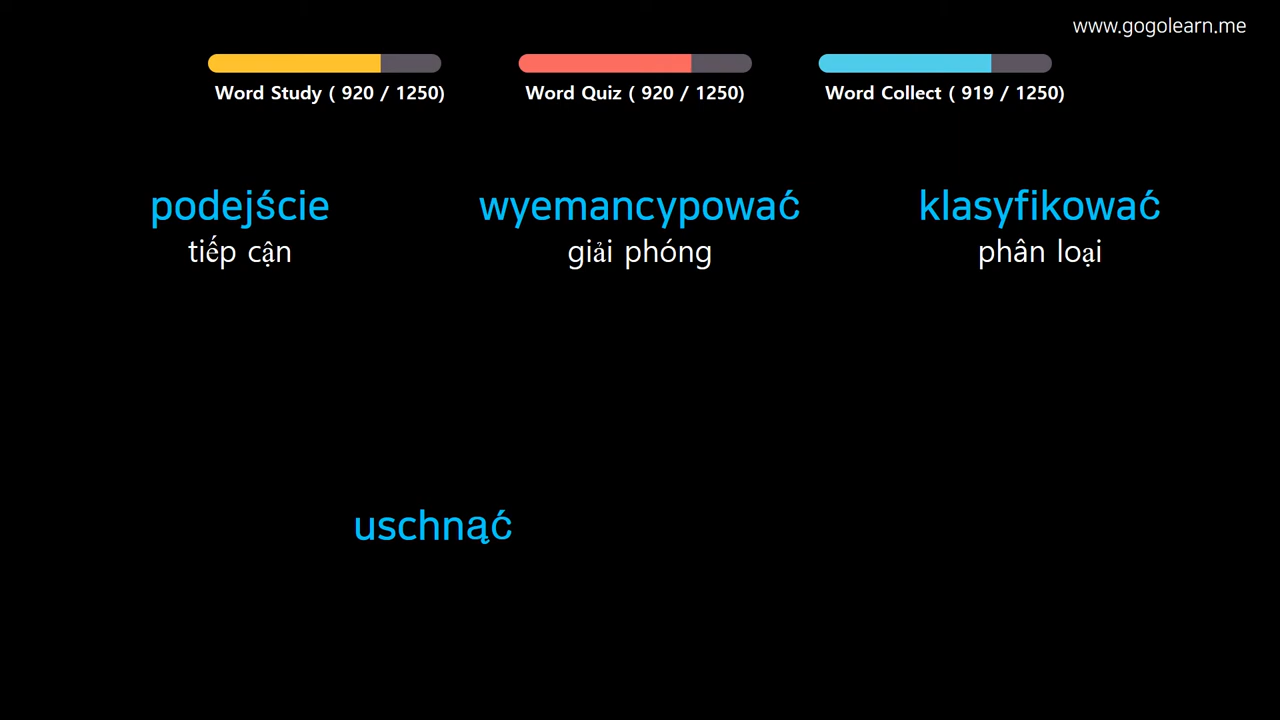 www.gogolearn.me
Word Study ( 920 / 1250)
Word Quiz ( 920 / 1250)
Word Collect ( 919 / 1250)
podejście
wyemancypować
klasyfikować
tiếp cận
giải phóng
phân loại
uschnąć